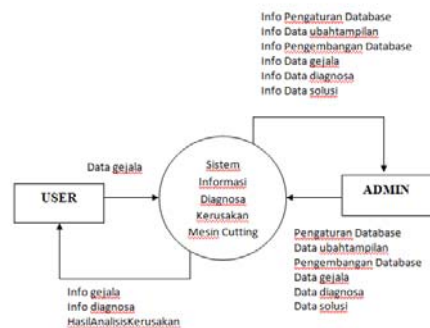 Info Pengaturan Database
Info Data ubahtampilan
Info Pengembangan Database
Info Data gejala
Info Data diagnosa
Info Data solusi
Data gejala
USER
Sistem
Informasi
Diagnosa
Kerusakan
Mesin Cutting
ADMIN
Pengaturan Database
Data ubahtampilan
Pengembangan Database
Data gejala
Data diagnosa
Data solusi
Info gejala
Info diagnosa
HasilAnalisisKerusakan